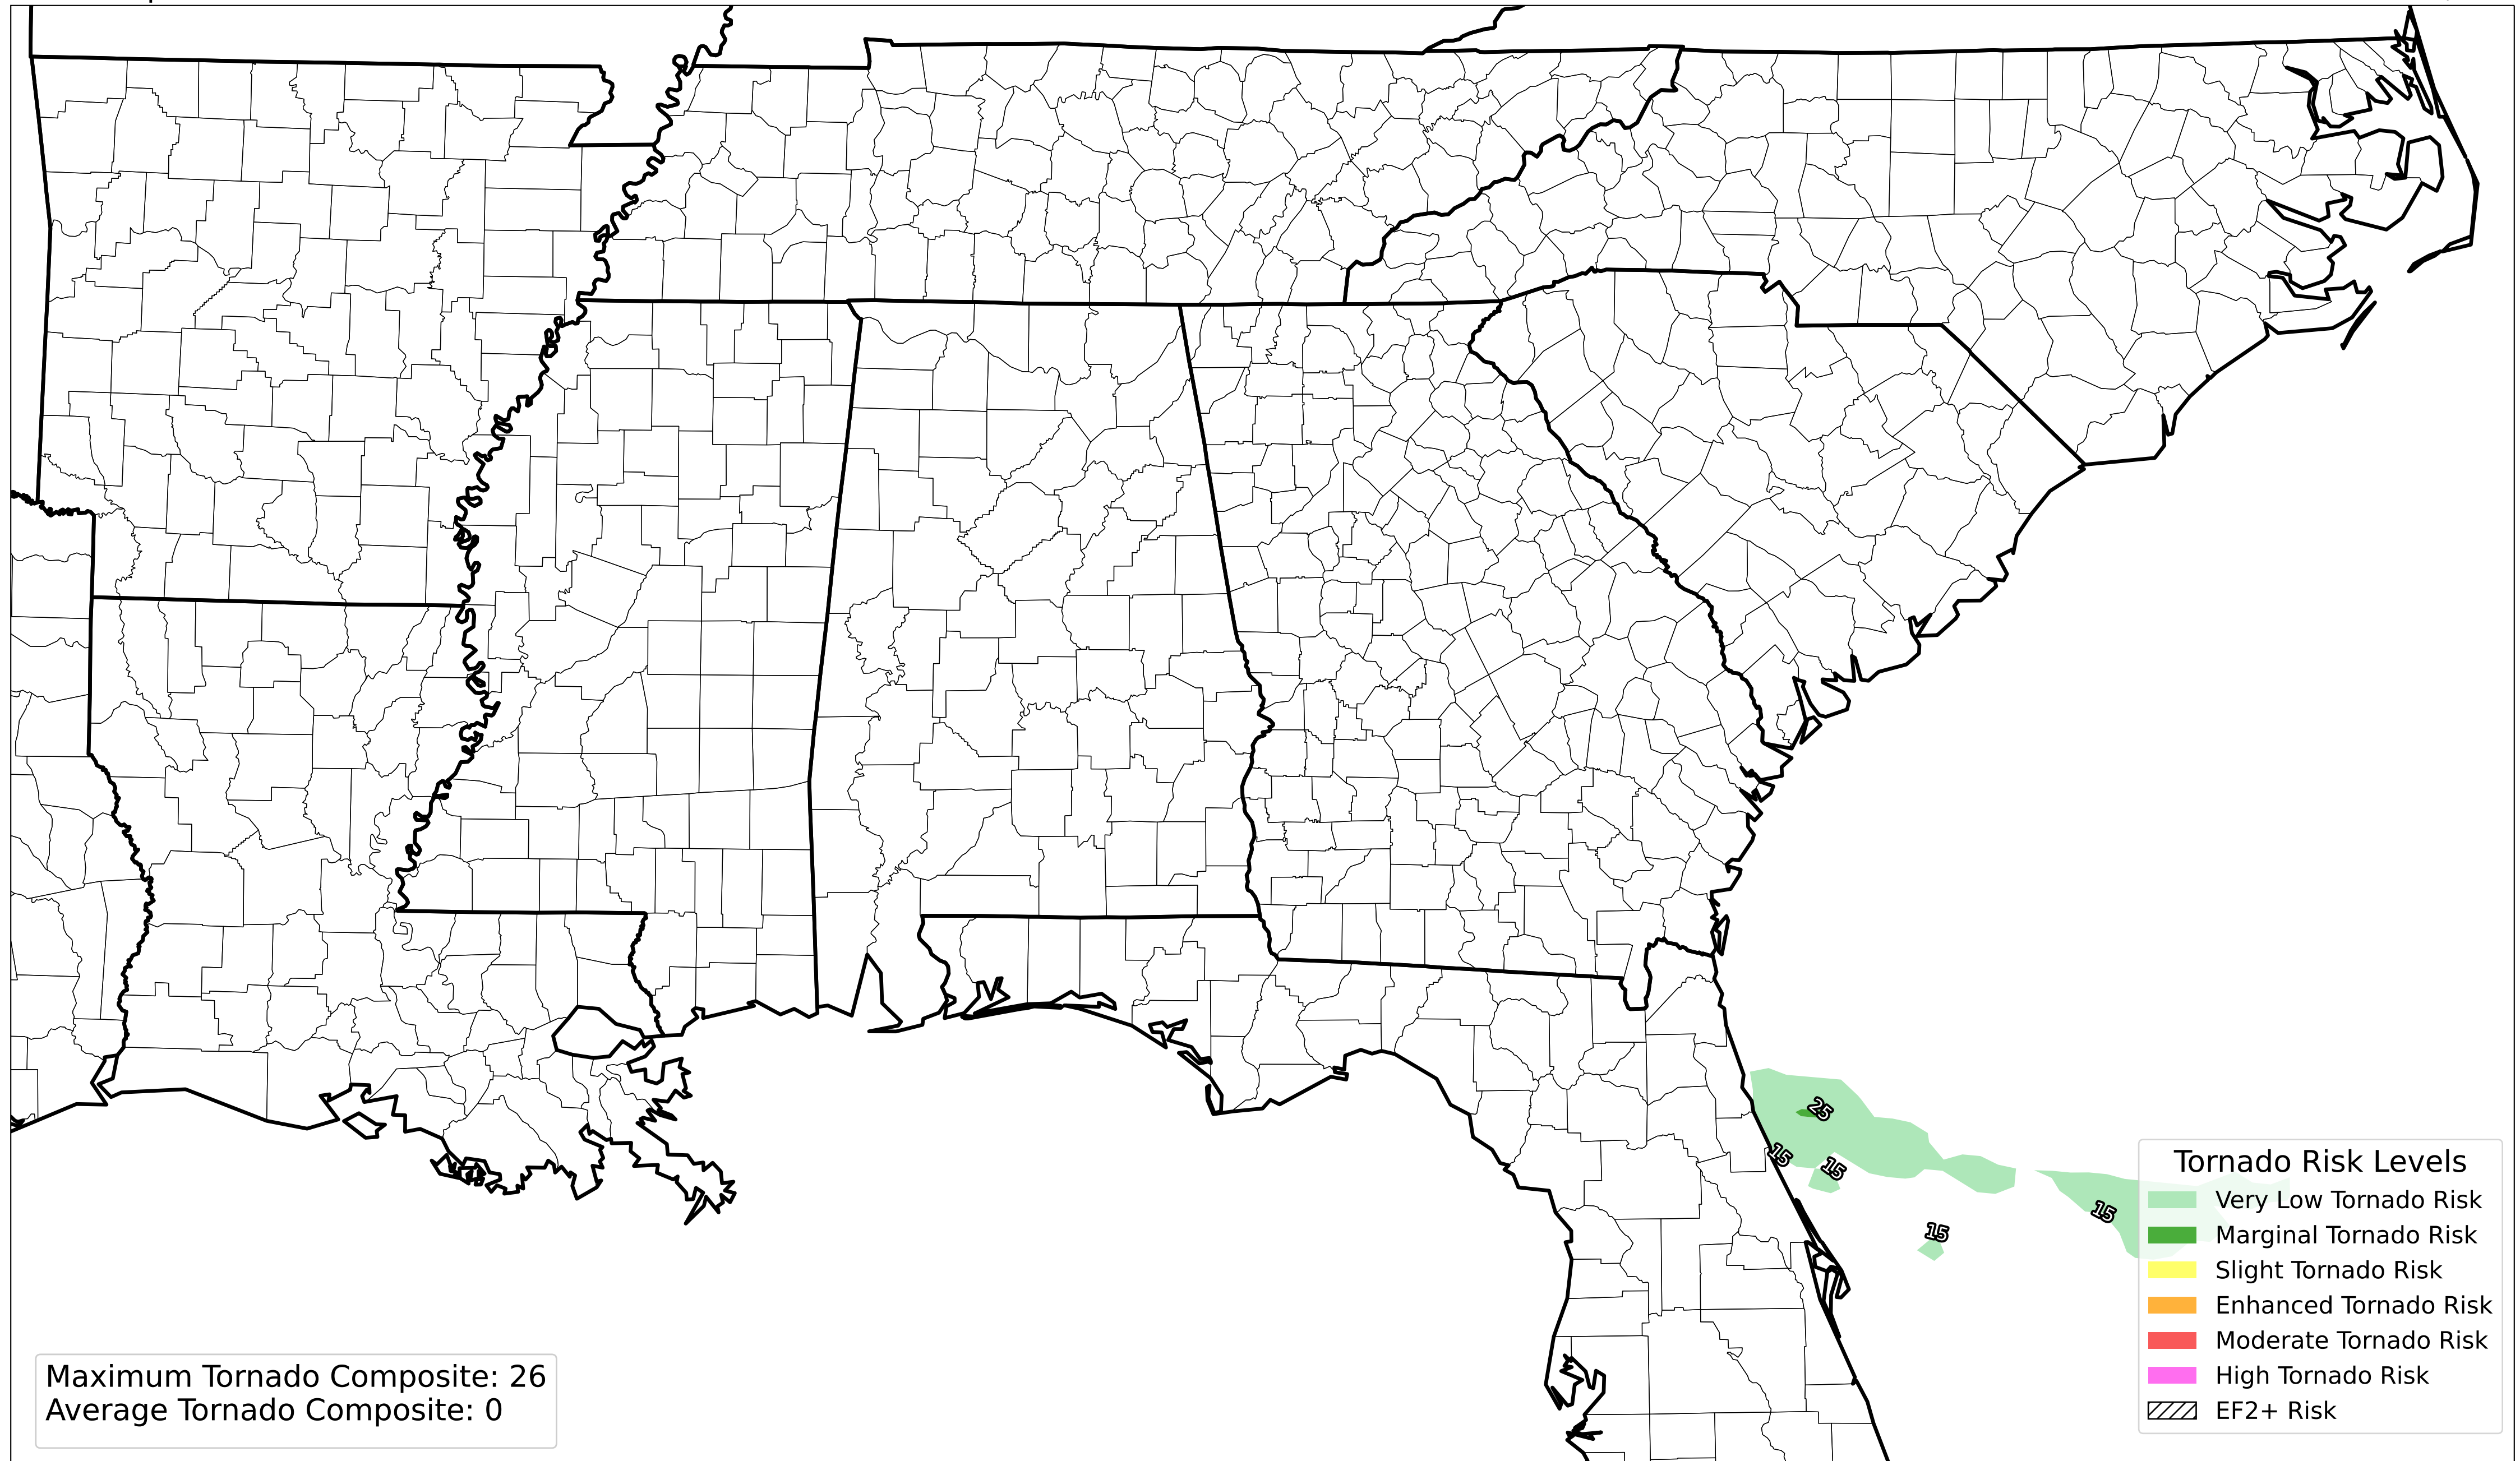 25
15
15
15
15
Tornado Risk Levels
Very Low Tornado Risk
Marginal Tornado Risk
Slight Tornado Risk
Enhanced Tornado Risk
Moderate Tornado Risk
High Tornado Risk
EF2+ Risk
Maximum Tornado Composite: 26
Average Tornado Composite: 0